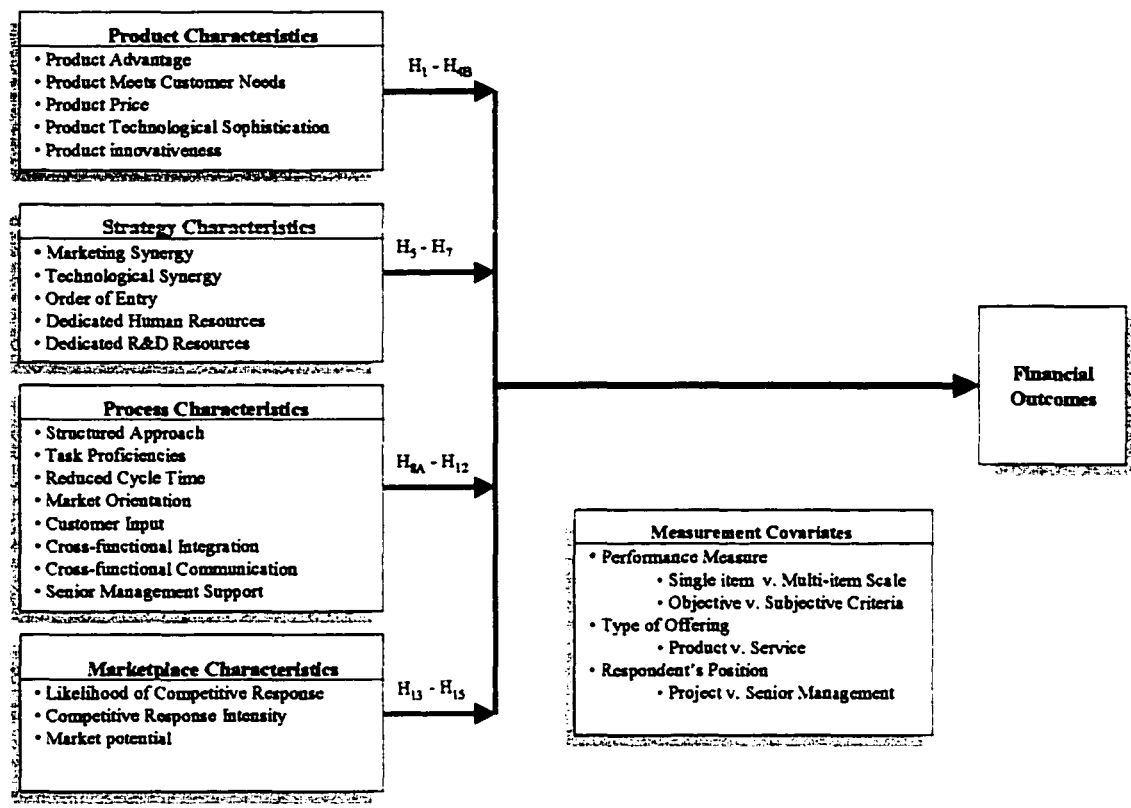 Product Characteristics
• Product Advantage
• Product Meets Customer Needs
• Product Price
• Product Technological Sophistication
• Product innovativeness
H1 - H4B
Strategy Characteristics
• Marketing Synergy
• Technological Synergy
• Order of Entry
• Dedicated Human Resources
• Dedicated R&D Resources
H5 - H7
Process Characteristics
• Structured Approach
• Task Proficiencies
• Reduced Cycle Time
• Market Orientation
• Customer Input
• Cross-functional Integration
• Cross-functional Communication
• Senior Management Support
H8A - H12
Marketplace Characteristics
• Likelihood of Competitive Response
• Competitive Response Intensity
• Market potential
H13 - H15
Financial
Outcomes
Measurement Covariates
• Performance Measure
• Single item v. Multi-item Scale
• Objective v. Subjective Criteria
• Type of Offering
• Product v. Service
• Respondent's Position
• Project v. Senior Management